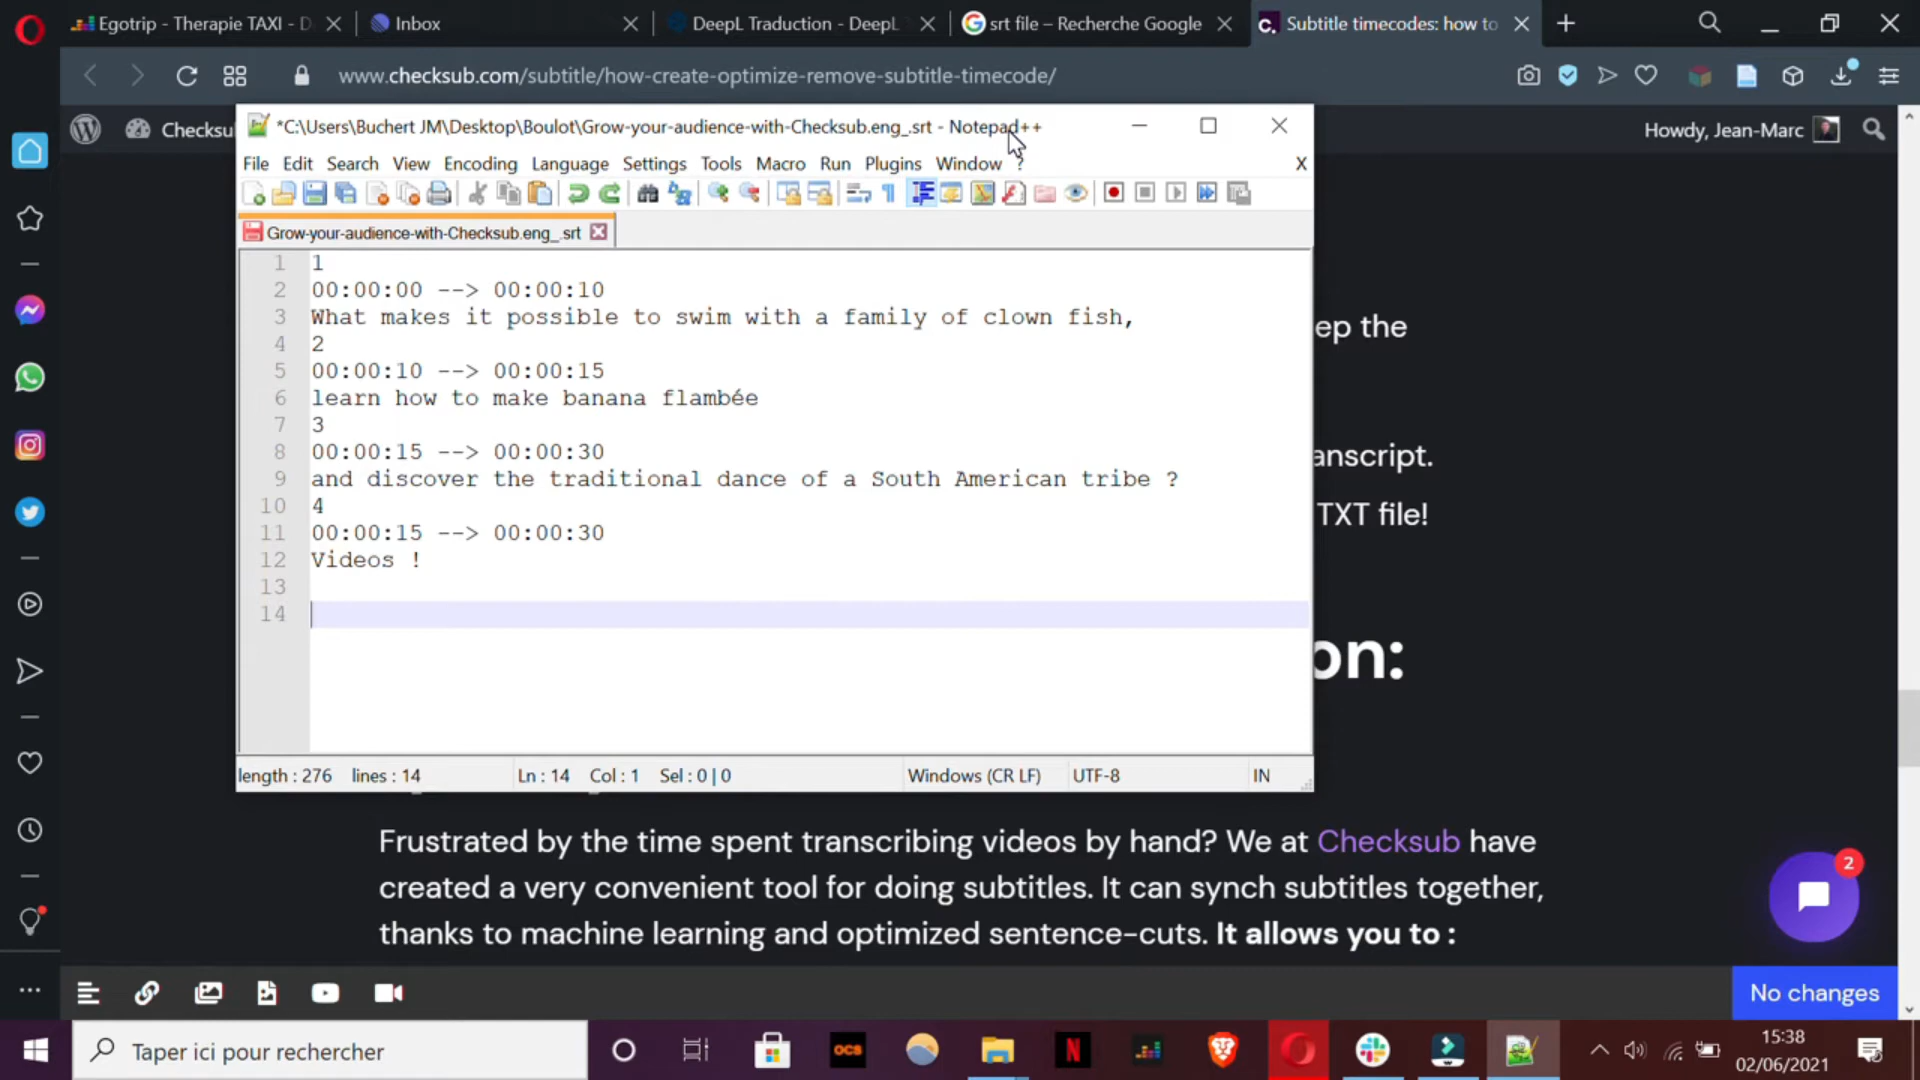 Egotrip - Therapie TAXI - D
Inbox
DeepL Traduction - DeepL
srt file – Recherche Google
Subtitle timecodes: how to
www.checksub.com/subtitle/how-create-optimize-remove-subtitle-timecode/
Checksu
Howdy, Jean-Marc
*C:\Users\Buchert JM\Desktop\Boulot\Grow-your-audience-with-Checksub.eng_.srt - Notepad++
File Edit Search View Encoding Language Settings Tools Macro Run Plugins Window ?
X
Grow-your-audience-with-Checksub.eng_.srt
1 1
2 00:00:00 --> 00:00:10
3 What makes it possible to swim with a family of clown fish,
4 2
5 00:00:10 --> 00:00:15
6 learn how to make banana flambée
7 3
8 00:00:15 --> 00:00:30
9 and discover the traditional dance of a South American tribe ?
10 4
11 00:00:15 --> 00:00:30
12 Videos !
13
14
length : 276 lines : 14
Ln : 14 Col : 1 Sel : 0 | 0
Windows (CR LF)
UTF-8
IN
ep the
anscript.
TXT file!
on:
Frustrated by the time spent transcribing videos by hand? We at Checksub have
created a very convenient tool for doing subtitles. It can synch subtitles together,
thanks to machine learning and optimized sentence-cuts. It allows you to :
2
No changes
Taper ici pour rechercher
OCS
N
15:38
02/06/2021